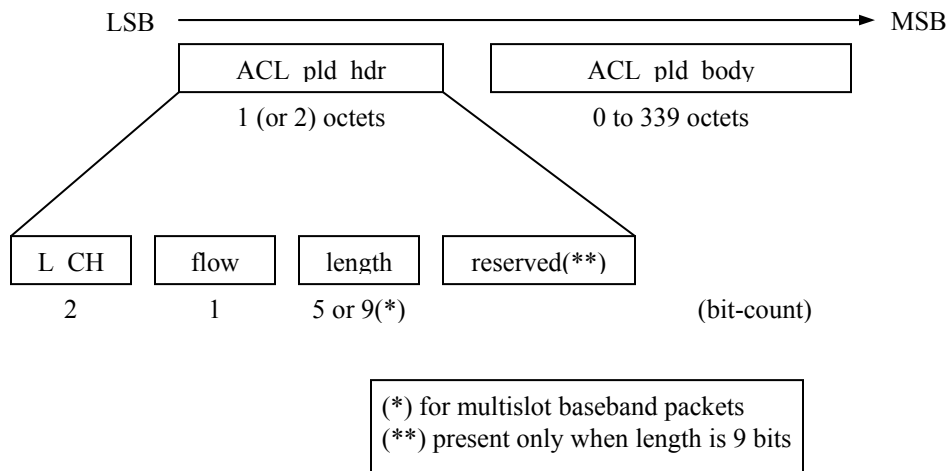 LSB MSB
ACL pld hdr ACL pld body
1 (or 2) octets 0 to 339 octets
L CH flow length reserved(**)
2 1 5 or 9(*) (bit-count)
(*) for multislot baseband packets
(**) present only when length is 9 bits